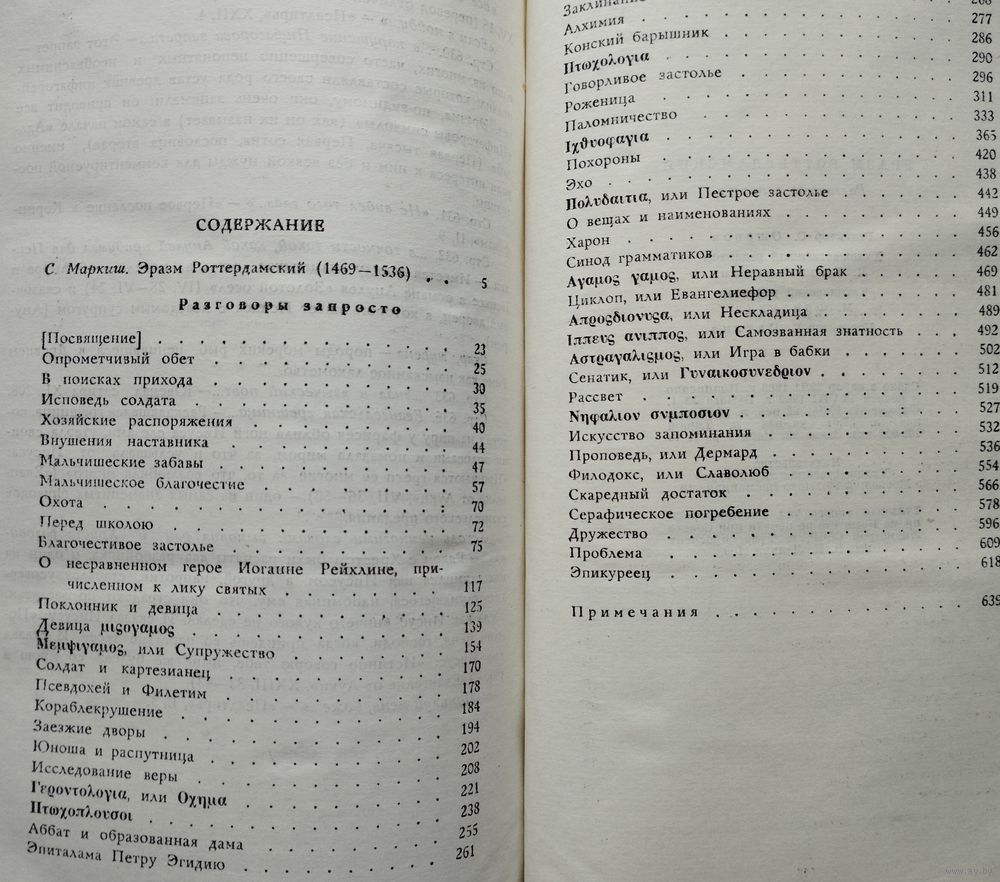 СОДЕРЖАНИЕ
С. Маркиш. Эразм Роттердамский (1469—1536) . . 5
Разговоры запросто
[Посвящение] 23
Опрометчивый обет 25
В поисках прихода 30
Исповедь солдата 35
Хозяйские распоряжения 40
Внушения наставника 44
Мальчишеские забавы 47
Мальчишеское благочестие 57
Охота 70
Перед школою 72
Благочестивое застолье 75
О несравненном герое Иоганне Рейхлине, при-
численном к лику святых 117
Поклонник и девица 125
Девица μισογαμος 139
Μεμψιγαμος, или Супружество 154
Солдат и картезианец 170
Псевдохей и Филетим 178
Кораблекрушение 184
Заезжие дворы 194
Юноша и распутница 202
Исследование веры 208
Γεροντολογια, или Οχημα 221
Πτωχοπλουσοι 238
Аббат и образованная дама 255
Эпиталама Петру Эгидию 261
Заклинание 268
Алхимия 277
Конский барышник 286
Πτωχολογια 290
Говорливое застолье 296
Роженица 311
Паломничество 333
Ιχθυοφαγια 365
Похороны 420
Эхо 438
Πολυδαιτια, или Пестрое застолье 442
О вещах и наименованиях 449
Харон 456
Синод грамматиков 462
Αγαμος γαμος, или Неравный брак 469
Циклоп, или Евангелиефор 481
Απροςδιονυσα, или Нескладица 489
Ιππευς ανιππος, или Самозванная знатность 492
Αστραγαλισμος, или Игра в бабки 502
Сенатик, или Γυναικοσυνεδριον 512
Рассвет 519
Νηφαλιον συμποσιον 527
Искусство запоминания 532
Проповедь, или Дермард 536
Филодокс, или Славолюб 554
Скаредный достаток 566
Серафическое погребение 578
Дружество 596
Проблема 609
Эпикуреец 618
Примечания 639
www.ay.by